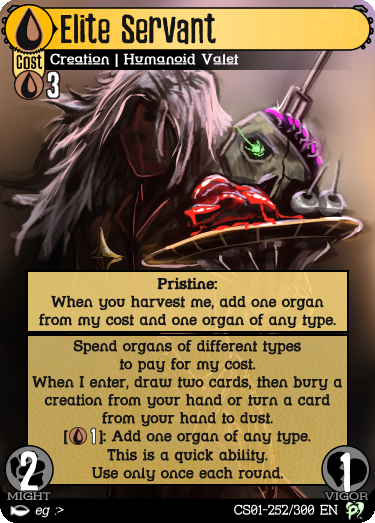 Elite Servant
COST
Creation | Humanoid Valet
3
Pristine:
When you harvest me, add one organ
from my cost and one organ of any type.
Spend organs of different types
to pay for my cost.
When I enter, draw two cards, then bury a
creation from your hand or turn a card
from your hand to dust.
[1]: Add one organ of any type.
This is a quick ability.
Use only once each round.
2
MIGHT
1
VIGOR
eg :>
CS01-252/300 EN